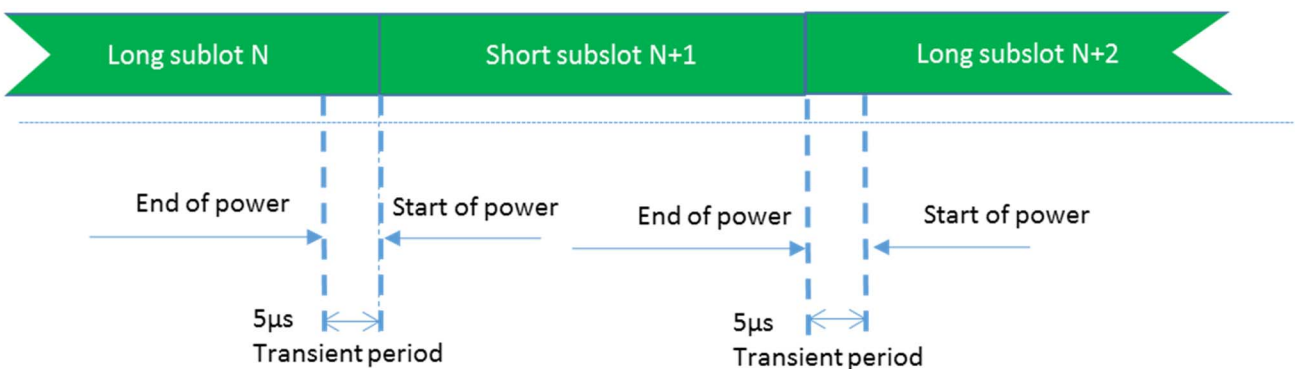 Long sublot N
Short subslot N+1
Long subslot N+2
End of power
Start of power
End of power
Start of power
5µs
Transient period
5µs
Transient period